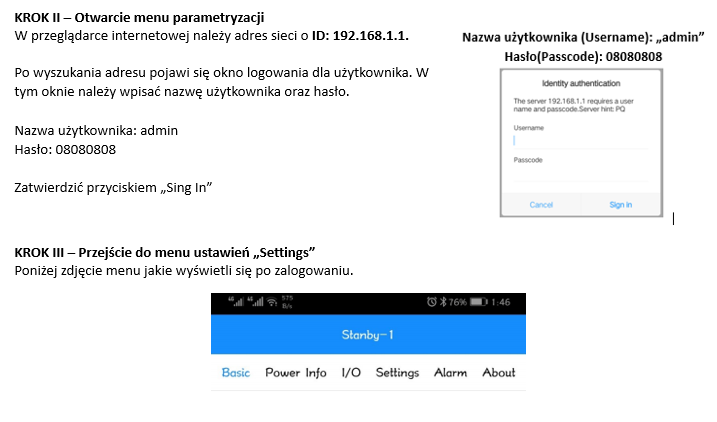 KROK II – Otwarcie menu parametryzacji
W przeglądarce internetowej należy adres sieci o ID: 192.168.1.1.
Po wyszukania adresu pojawi się okno logowania dla użytkownika. W
tym oknie należy wpisać nazwę użytkownika oraz hasło.
Nazwa użytkownika: admin
Hasło: 08080808
Zatwierdzić przyciskiem „Sing In”
Nazwa użytkownika (Username): „admin”
Hasło(Passcode): 08080808
Identity authentication
The server 192.168.1.1 requires a user
name and passcode.Server hint: PQ
Username
Passcode
Cancel Sign in
KROK III – Przejście do menu ustawień „Settings”
Poniżej zdjęcie menu jakie wyświetli się po zalogowaniu.
4G 4G 575 B/s 76% 1:46
Stanby-1
Basic Power Info I/O Settings Alarm About